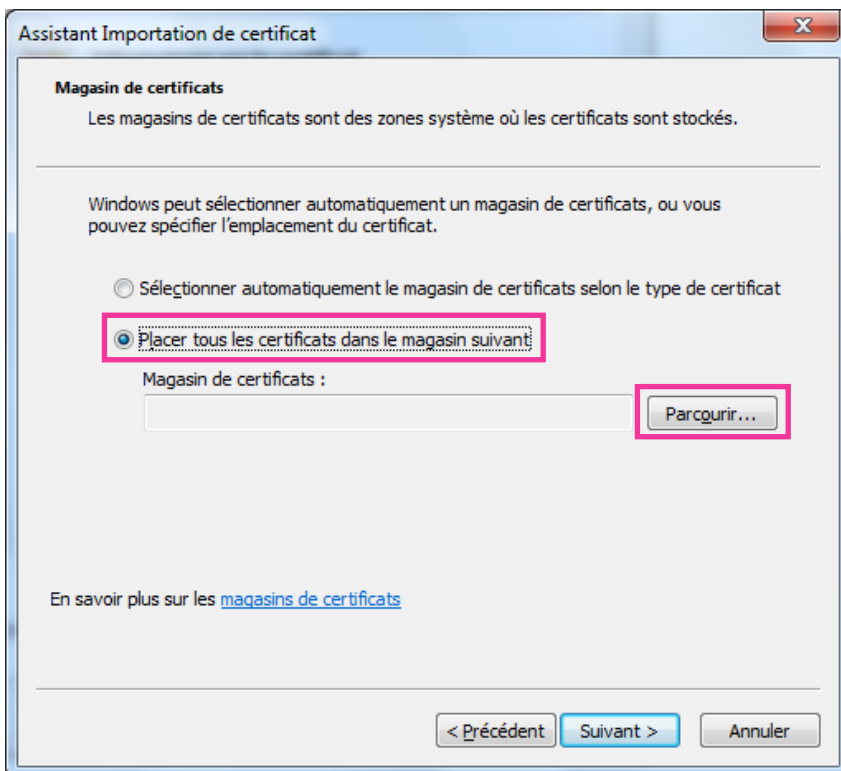 Assistant Importation de certificat
Magasin de certificats
Les magasins de certificats sont des zones système où les certificats sont stockés.
Windows peut sélectionner automatiquement un magasin de certificats, ou vous
pouvez spécifier l'emplacement du certificat.
Sélectionner automatiquement le magasin de certificats selon le type de certificat
Placer tous les certificats dans le magasin suivant
Magasin de certificats :
Parcourir...
En savoir plus sur les magasins de certificats
< Précédent Suivant > Annuler